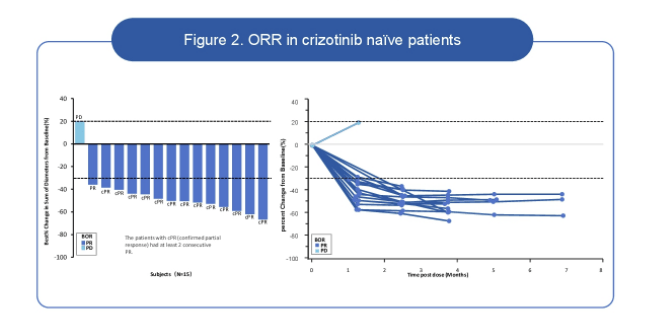 Figure 2. ORR in crizotinib naïve patients
Best% Change in Sum of Diameters from Baseline(%)
40
20
0
-20
-40
-60
-80
-100
PD
PR
cPR
cPR
cPR
cPR
cPR
cPR
cPR
cPR
cPR
cPR
cPR
cPR
cPR
BOR
PR
PD
The patients with cPR(confirmed partial
response) had at least 2 consecutive
PR.
Subjects (N=15)
percent Change from Baseline(%)
40
20
0
-20
-40
-60
-80
-100
BOR
PR
PD
0
1
2
3
4
5
6
7
8
Time post dose (Months)